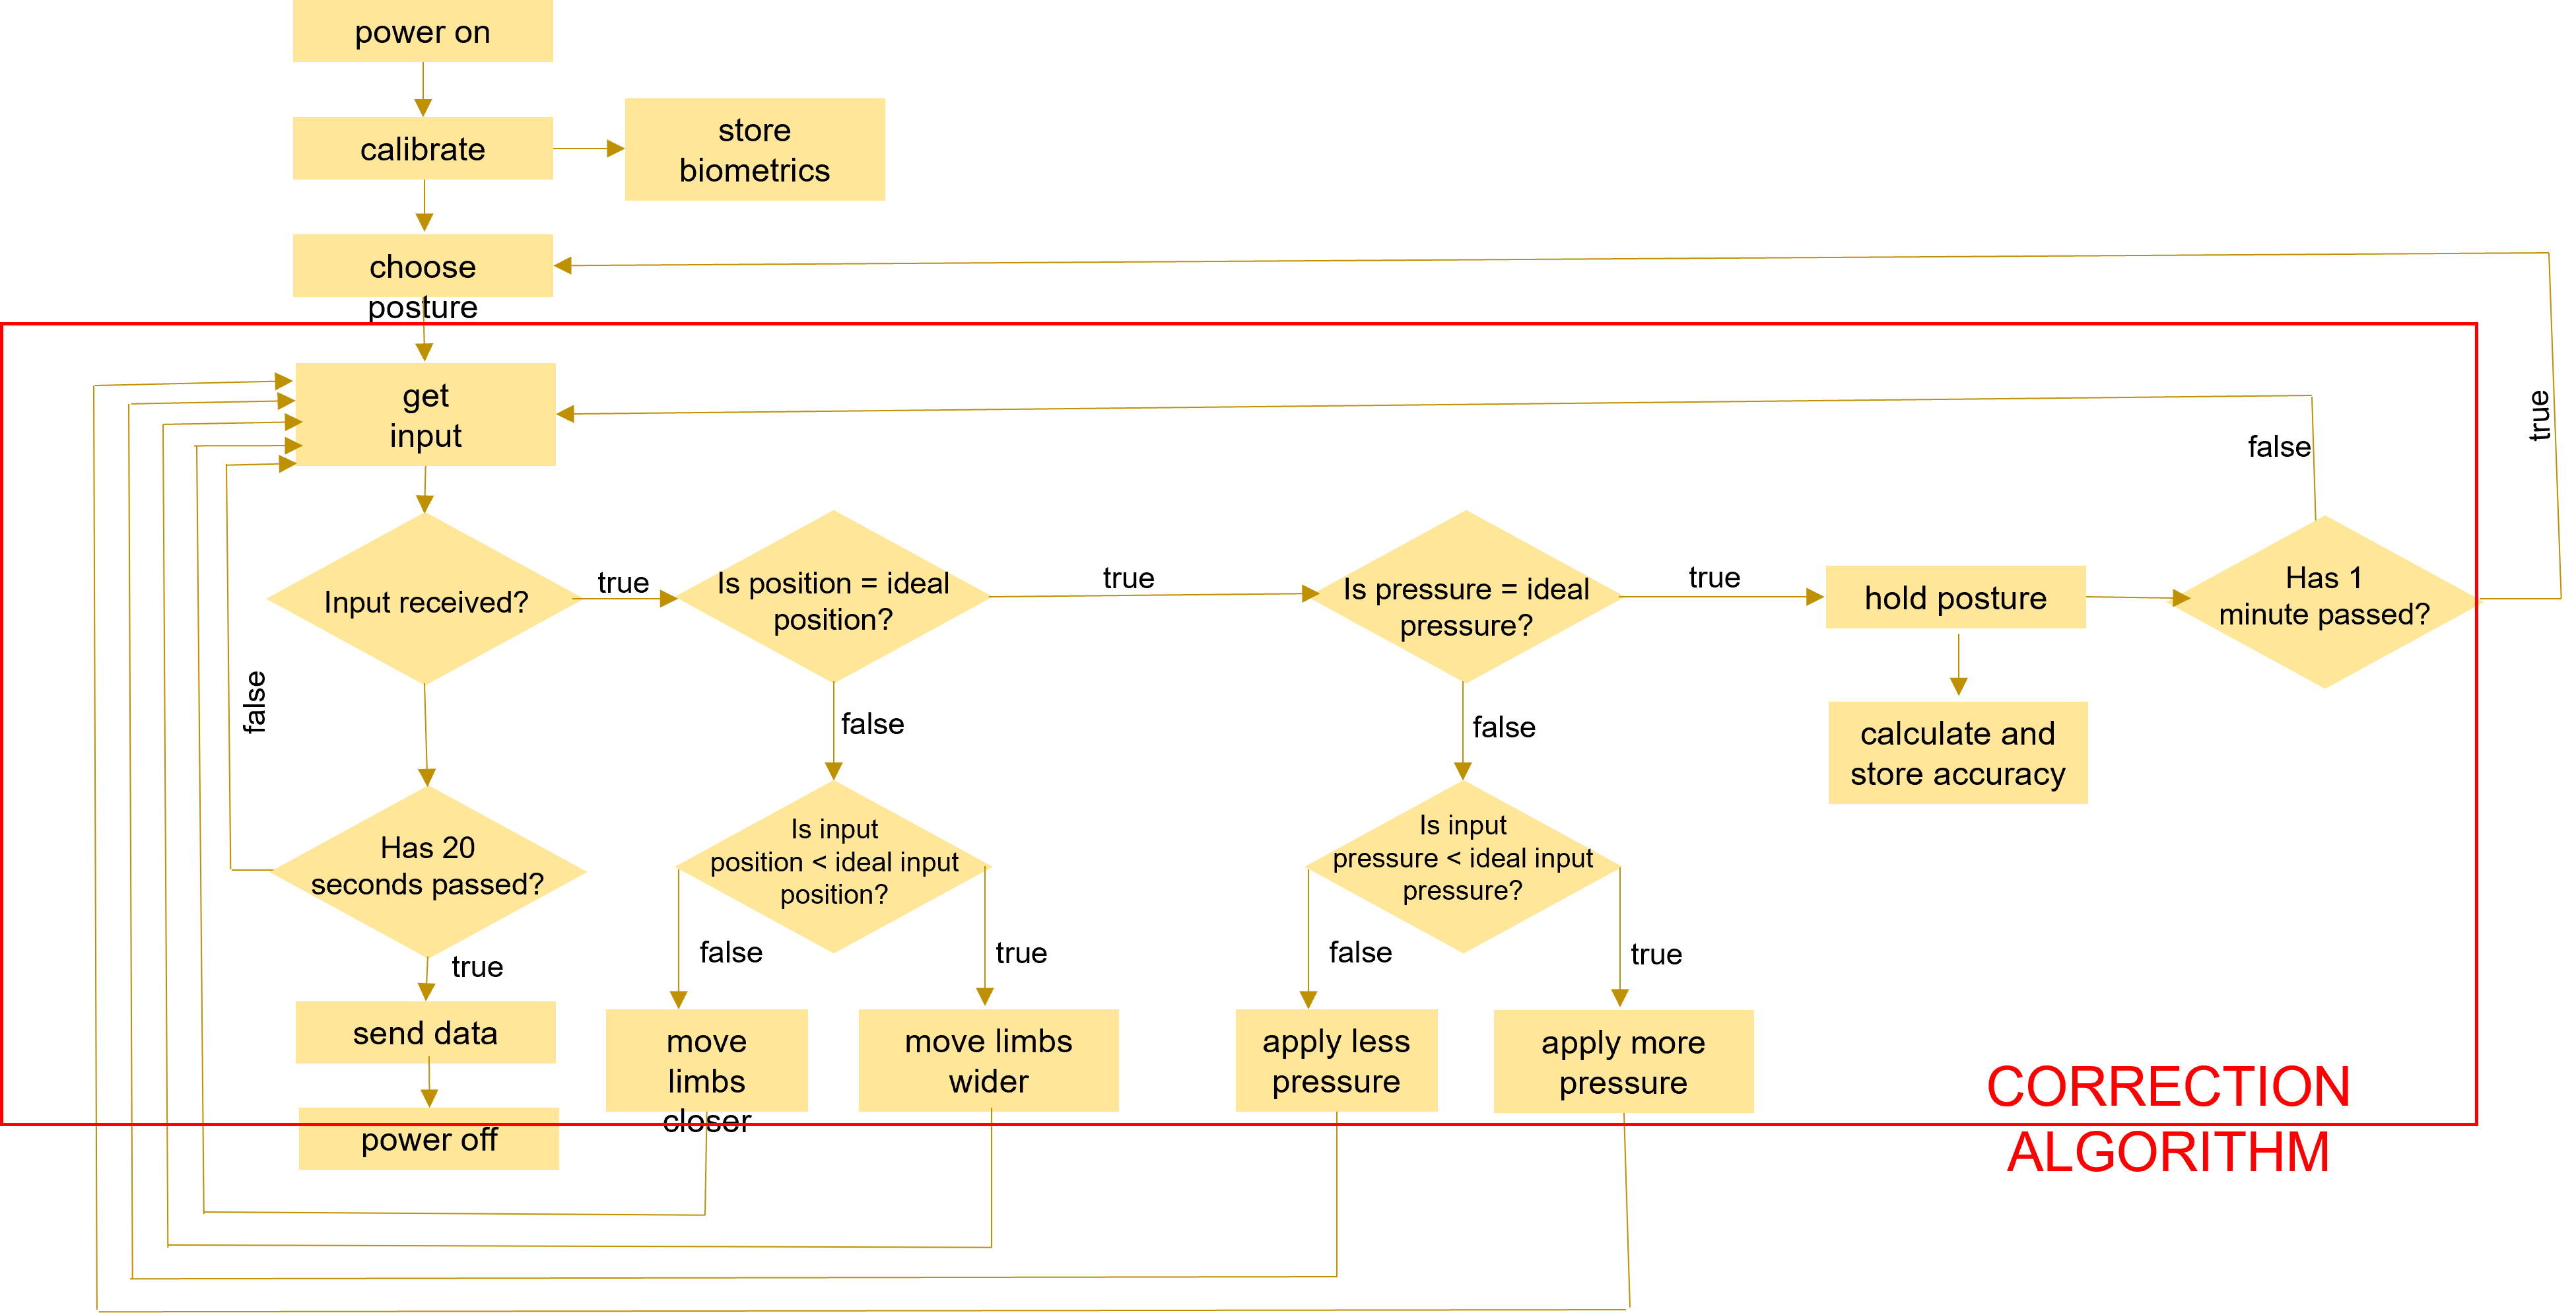 power on
calibrate
store
biometrics
choose
posture
get
input
false
true
Input received?
true
Is position = ideal
position?
true
Is pressure = ideal
pressure?
true
hold posture
Has 1
minute passed?
false
false
false
calculate and
store accuracy
Has 20
seconds passed?
Is input
position < ideal input
position?
Is input
pressure < ideal input
pressure?
true
false
true
false
true
send data
move
limbs
closer
move limbs
wider
apply less
pressure
apply more
pressure
power off
CORRECTION
ALGORITHM